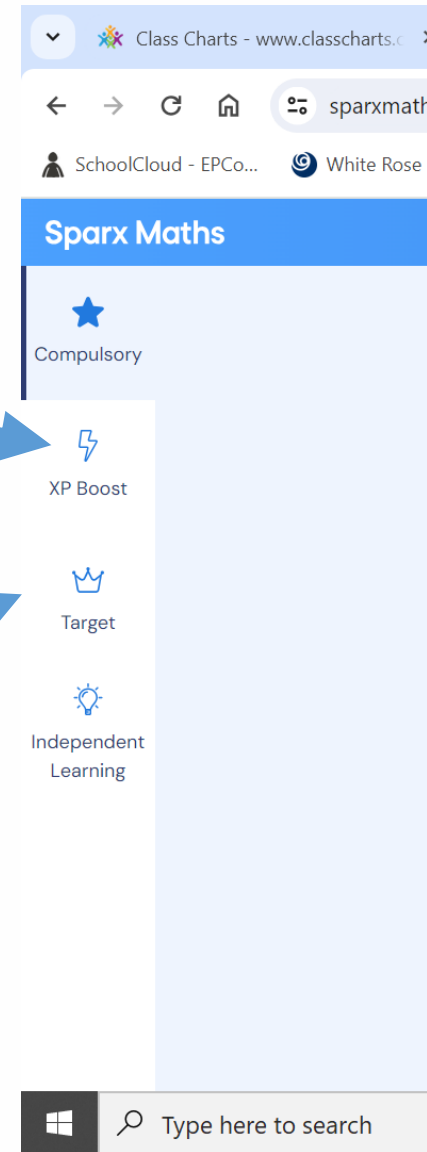 Class Charts - www.classcharts.c
sparxmath
SchoolCloud - EPCo...
White Rose
Sparx Maths
Compulsory
XP Boost
Target
Independent
Learning
Type here to search